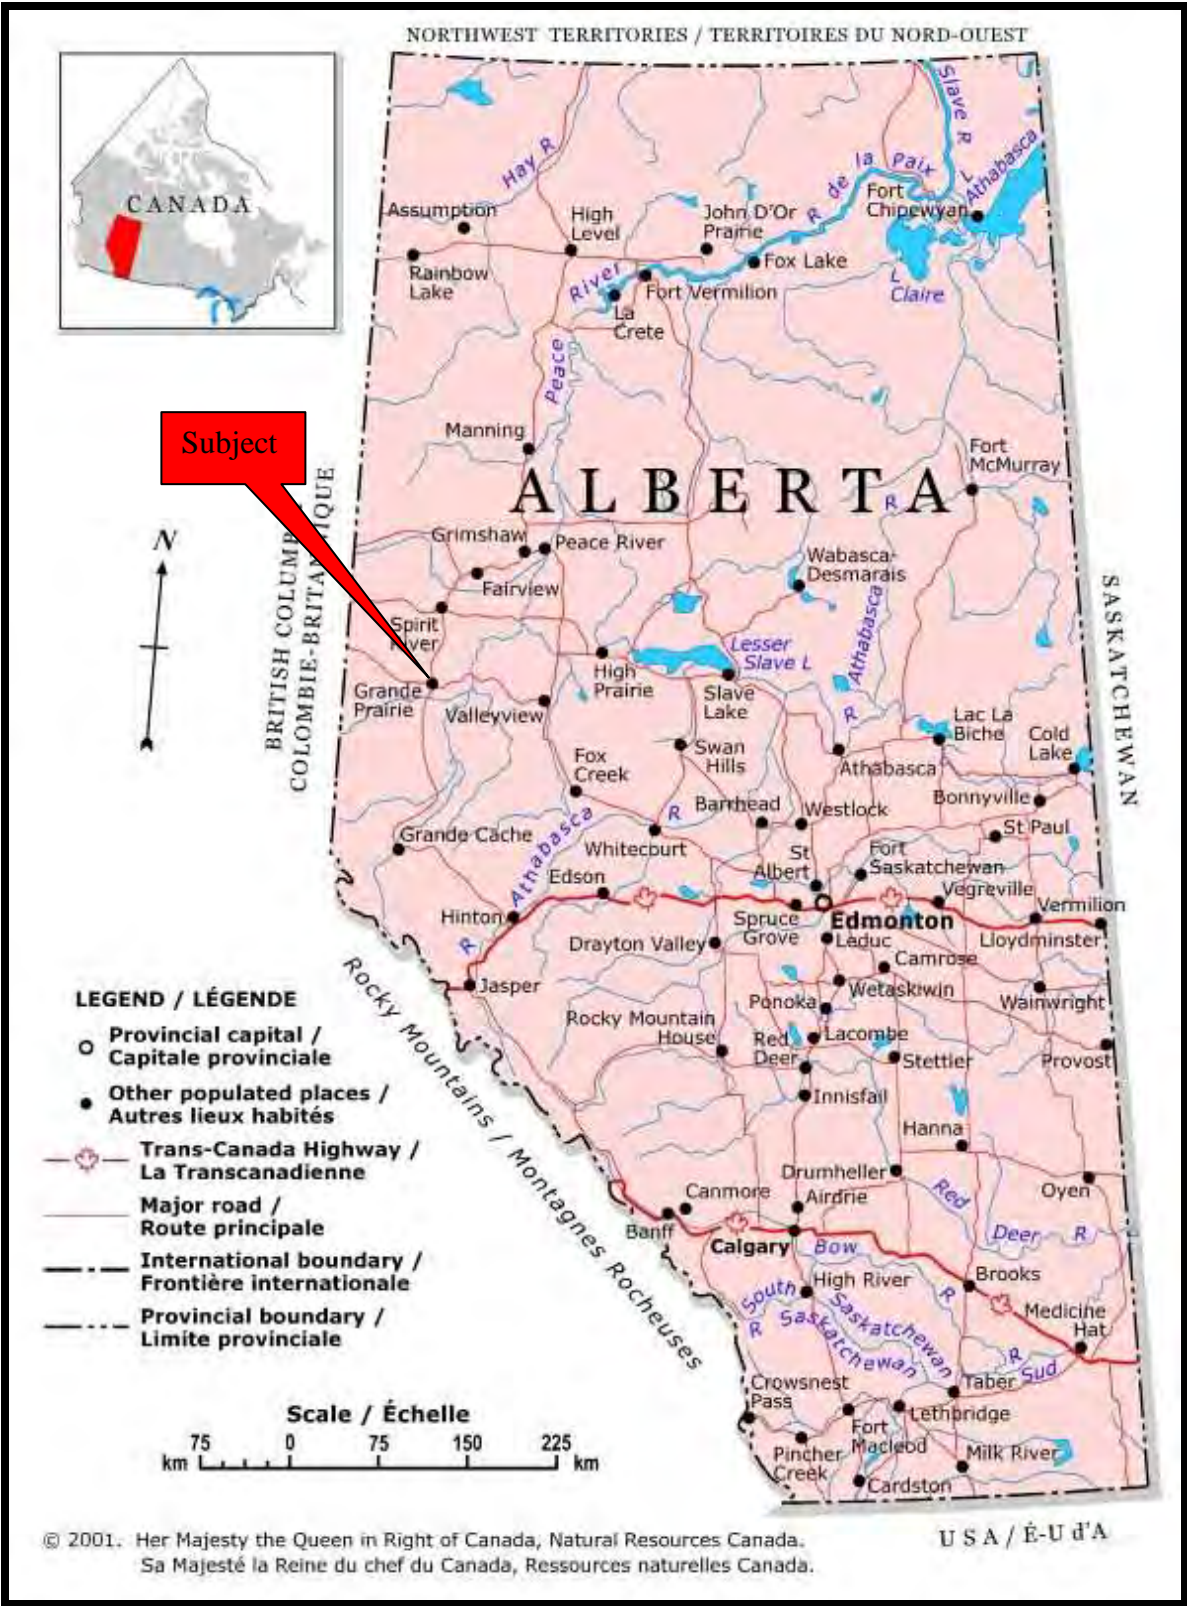 NORTHWEST TERRITORIES / TERRITOIRES DU NORD-OUEST
CANADA
Subject
BRITISH
COLOMBIE-BRITAN
IQUE
SASKATCHEWAN
N
ALBERTA
Hay R
Slave R
L Athabasca
R de la Paix
Fort
Chipewyan
Assumption
High
Level
John D'Or
Prairie
Rainbow
Lake
River
Fox Lake
Fort Vermilion
L
Claire
La
Crete
Peace
Manning
Fort
McMurray
R
Grimshaw
Peace River
Wabasca-
Desmarais
Fairview
Athabasca
Spirit
River
Lesser
Slave L
High
Prairie
Grande
Prairie
Valleyview
Slave
Lake
R
Lac La
Biche
Cold
Lake
Swan
Hills
Athabasca
Fox
Creek
Bonnyville
Barrhead
Westlock
R
Athabasca
St Paul
Grande Cache
Whitecourt
St
Albert
Fort
Saskatchewan
Edson
Vegreville
Vermilion
Hinton
Spruce
Grove
Edmonton
R
Drayton Valley
Leduc
Lloydminster
Camrose
Jasper
Wetaskiwin
Wainwright
Ponoka
Rocky Mountain
House
Red
Deer
Lacombe
Stettler
Provost
Innisfail
Hanna
Drumheller
Oyen
Canmore
Airdrie
Red
Deer R
Banff
Calgary
Bow
R
Brooks
High River
South
Saskatchewan
R
Saskatchewan
Medicine
Hat
R
Sud
Taber
Crowsnest
Pass
Lethbridge
Fort
Macleod
Pincher
Creek
Milk River
Cardston
Rocky Mountains / Montagnes Rocheuses
LEGEND / LÉGENDE
Provincial capital /
Capitale provinciale
Other populated places /
Autres lieux habités
Trans-Canada Highway /
La Transcanadienne
Major road /
Route principale
International boundary /
Frontière internationale
Provincial boundary /
Limite provinciale
Scale / Échelle
75 0 75 150 225
km km
USA / É-U d'A
© 2001. Her Majesty the Queen in Right of Canada, Natural Resources Canada.
Sa Majesté la Reine du chef du Canada, Ressources naturelles Canada.